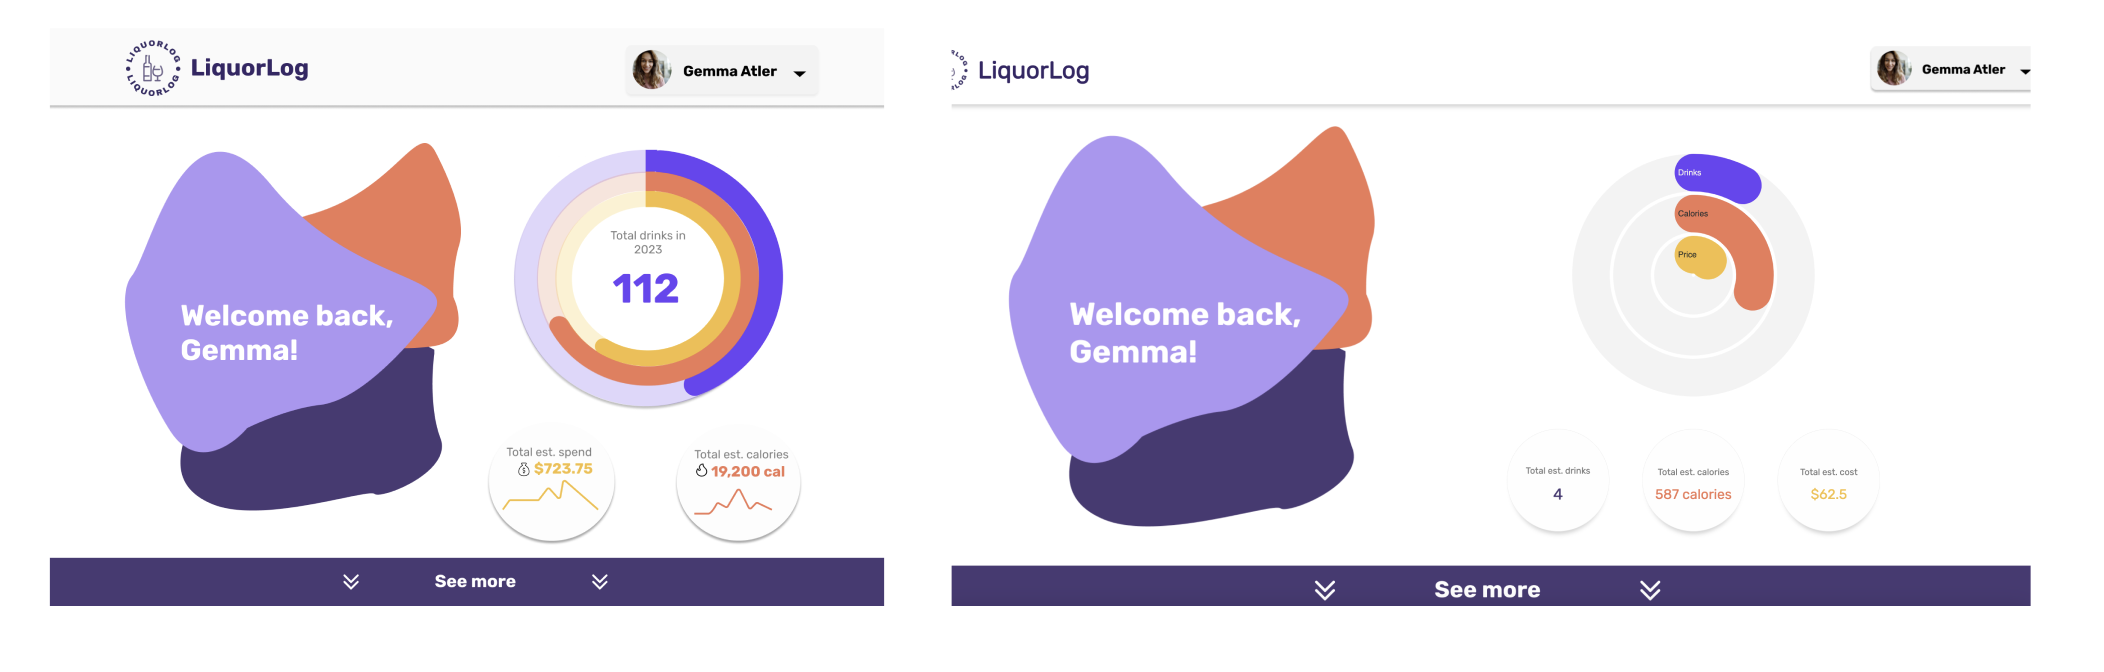 LIQUORLOG
LIQUORLOG
LiquorLog
Gemma Atler
Welcome back,
Gemma!
Total drinks in
2023
112
Total est. spend
$723.75
Total est. calories
19,200 cal
See more
LiquorLog
Gemma Atler
Welcome back,
Gemma!
Drinks
Calories
Price
Total est. drinks
4
Total est. calories
587 calories
Total est. cost
$62.5
See more